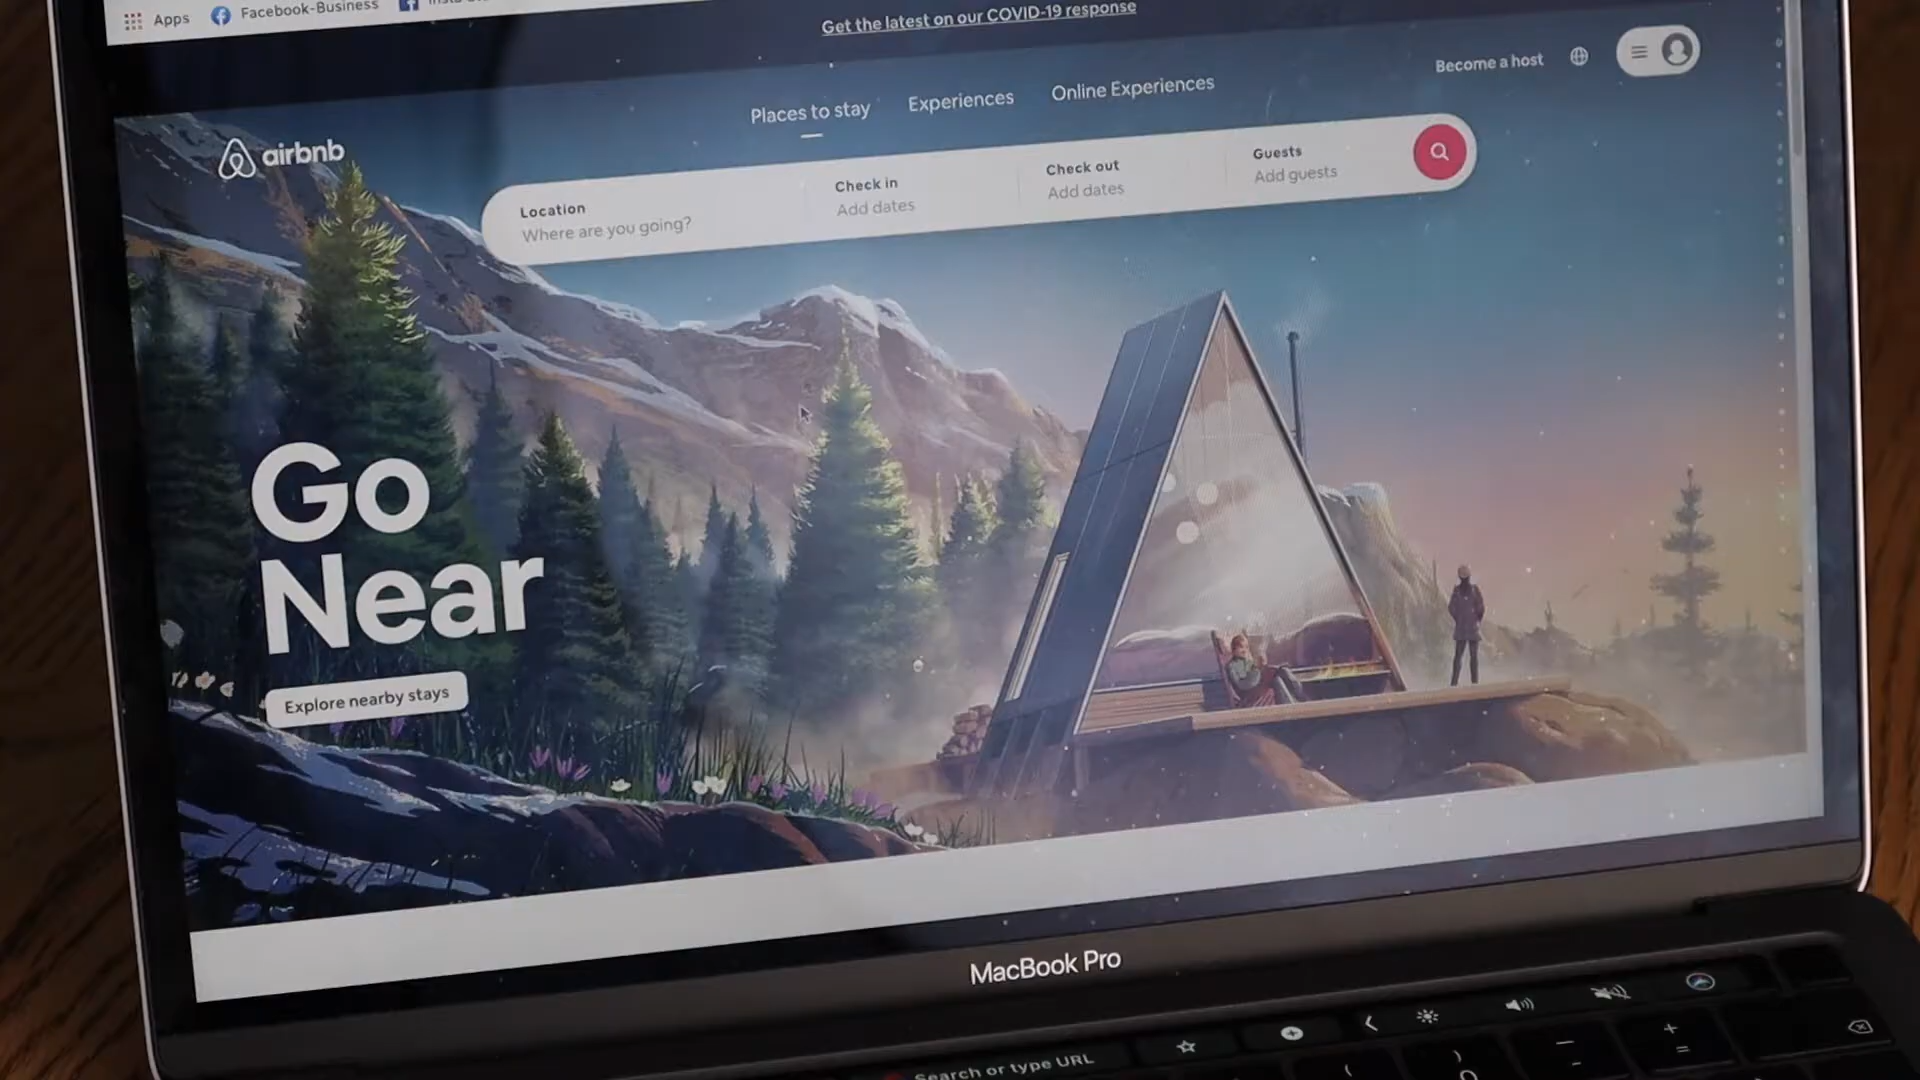 Apps
Facebook-Business
Get the latest on our COVID-19 response
Become a host
Places to stay
Experiences
Online Experiences
airbnb
Location
Where are you going?
Check in
Add dates
Check out
Add dates
Guests
Add guests
Go
Near
Explore nearby stays
MacBook Pro
Search or type URL